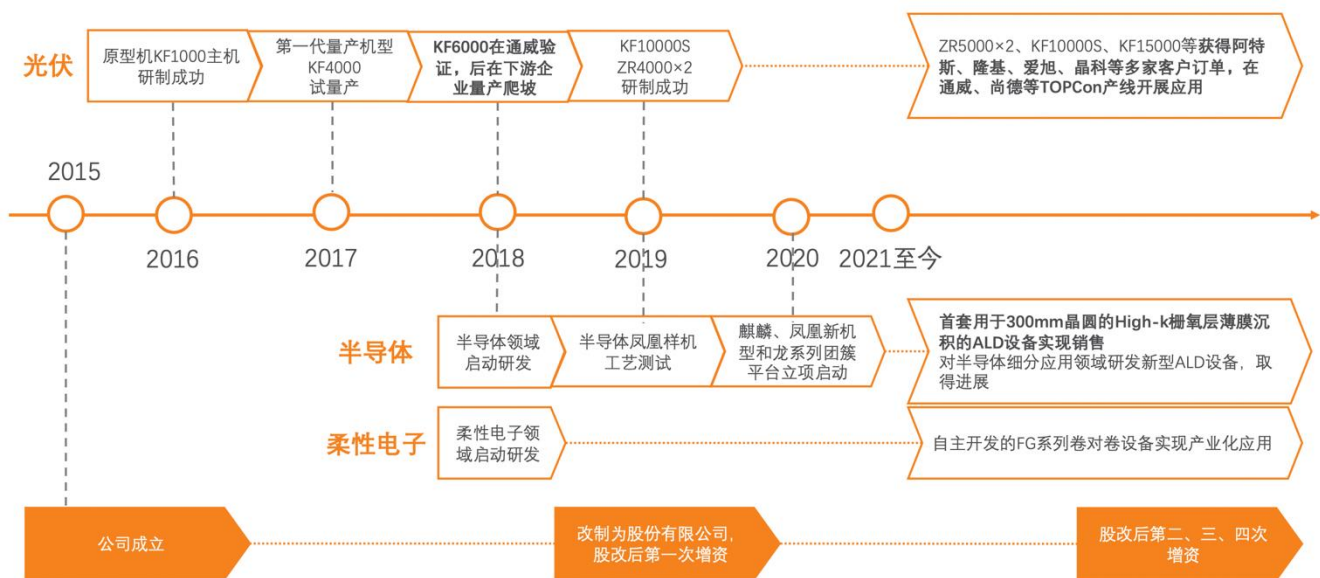 光伏
原型机KF1000主机
研制成功
第一代量产机型
KF4000
试量产
KF6000在通威验
证，后在下游企
业量产爬坡
KF10000S
ZR4000×2
研制成功
ZR5000×2、KF10000S、KF15000等获得阿特
斯、隆基、爱旭、晶科等多家客户订单，在
通威、尚德等TOPCon产线开展应用
2015
2016
2017
2018
2019
2020
2021至今
半导体
半导体领域
启动研发
半导体凤凰样机
工艺测试
麒麟、凤凰新机
型和龙系列团簇
平台立项启动
首套用于300mm晶圆的High-k栅氧层薄膜沉
积的ALD设备实现销售
对半导体细分应用领域研发新型ALD设备，取
得进展
柔性电子
柔性电子领
域启动研发
自主开发的FG系列卷对卷设备实现产业化应用
公司成立
改制为股份有限公司，
股改后第一次增资
股改后第二、三、四次
增资